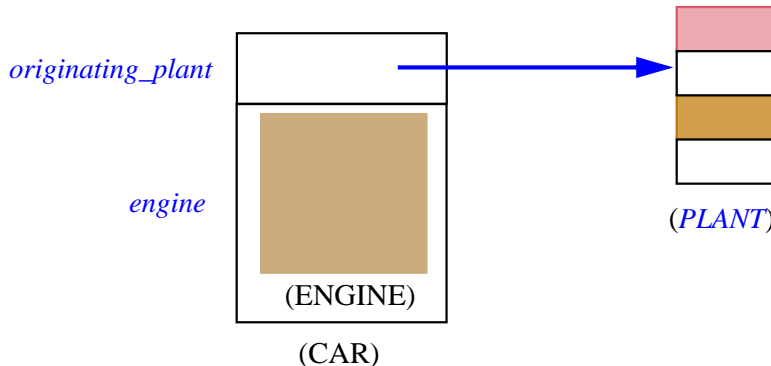 originating_plant
engine
(PLANT)
(ENGINE)
(CAR)